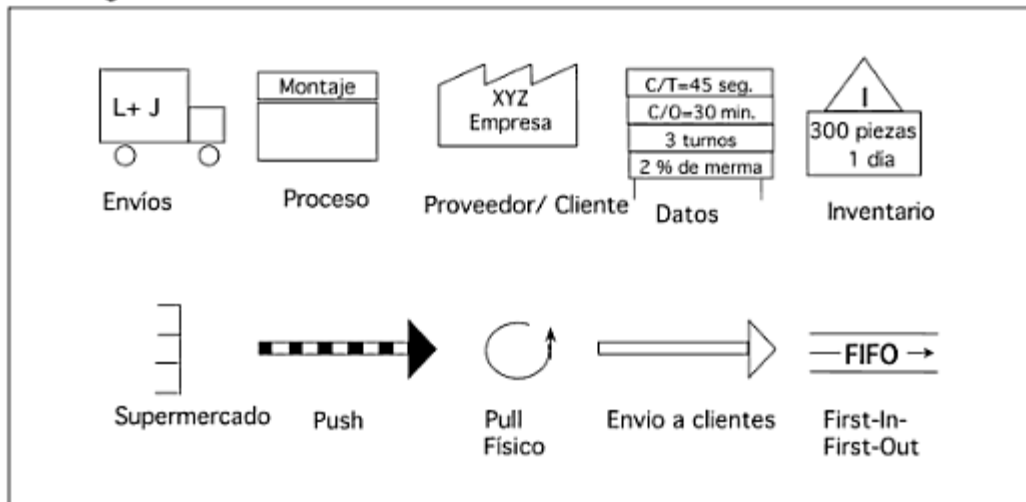 L+ J
Envíos
Montaje
Proceso
XYZ
Empresa
Proveedor/ Cliente
C/T=45 seg.
C/O=30 min.
3 turnos
2 % de merma
Datos
I
300 piezas
1 día
Inventario
Supermercado
Push
Pull
Físico
Envio a clientes
FIFO
First-In-
First-Out